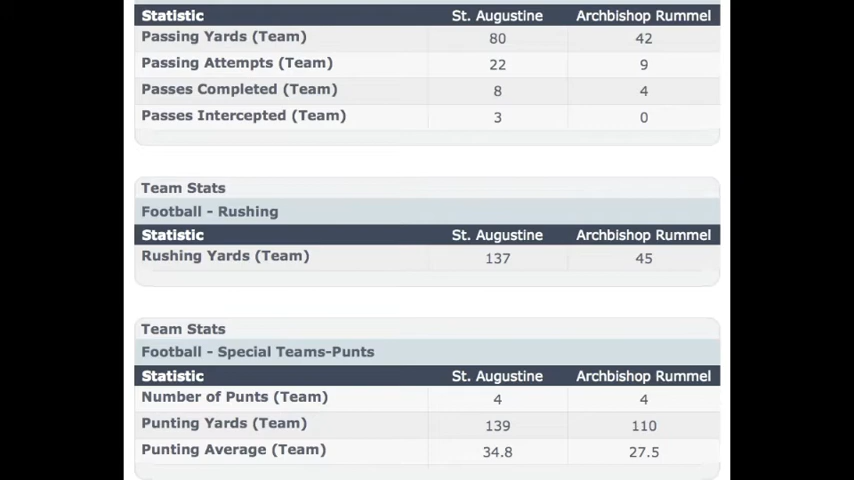 Statistic St. Augustine Archbishop Rummel
Passing Yards (Team) 80 42
Passing Attempts (Team) 22 9
Passes Completed (Team) 8 4
Passes Intercepted (Team) 3 0
Team Stats
Football - Rushing
Statistic St. Augustine Archbishop Rummel
Rushing Yards (Team) 137 45
Team Stats
Football - Special Teams-Punts
Statistic St. Augustine Archbishop Rummel
Number of Punts (Team) 4 4
Punting Yards (Team) 139 110
Punting Average (Team) 34.8 27.5